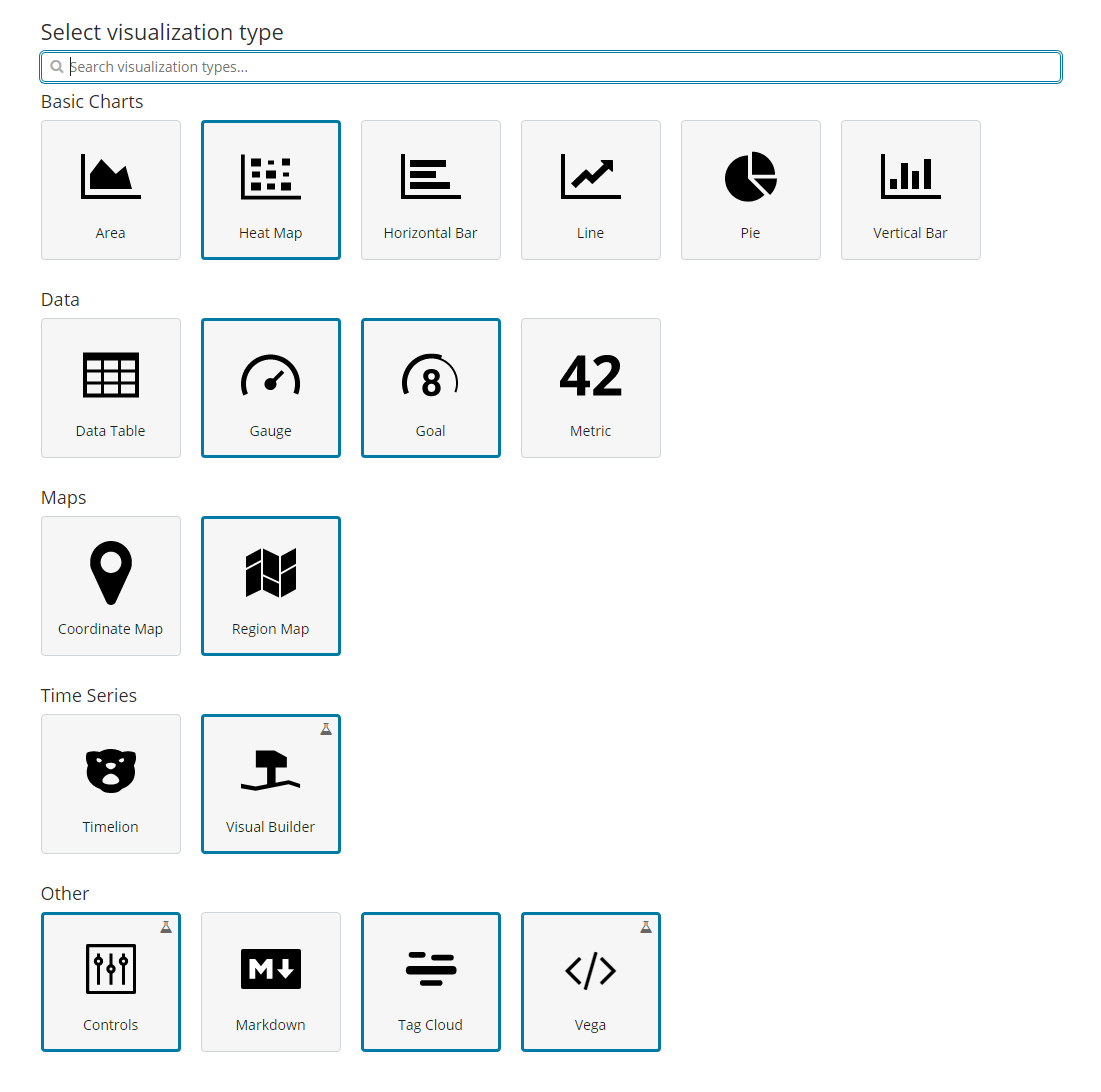 Select visualization type
Search visualization types...
Basic Charts
Area
Heat Map
Horizontal Bar
Line
Pie
Vertical Bar
Data
8
42
Data Table
Gauge
Goal
Metric
Maps
Coordinate Map
Region Map
Time Series
Timelion
Visual Builder
Other
M
</>
Controls
Markdown
Tag Cloud
Vega